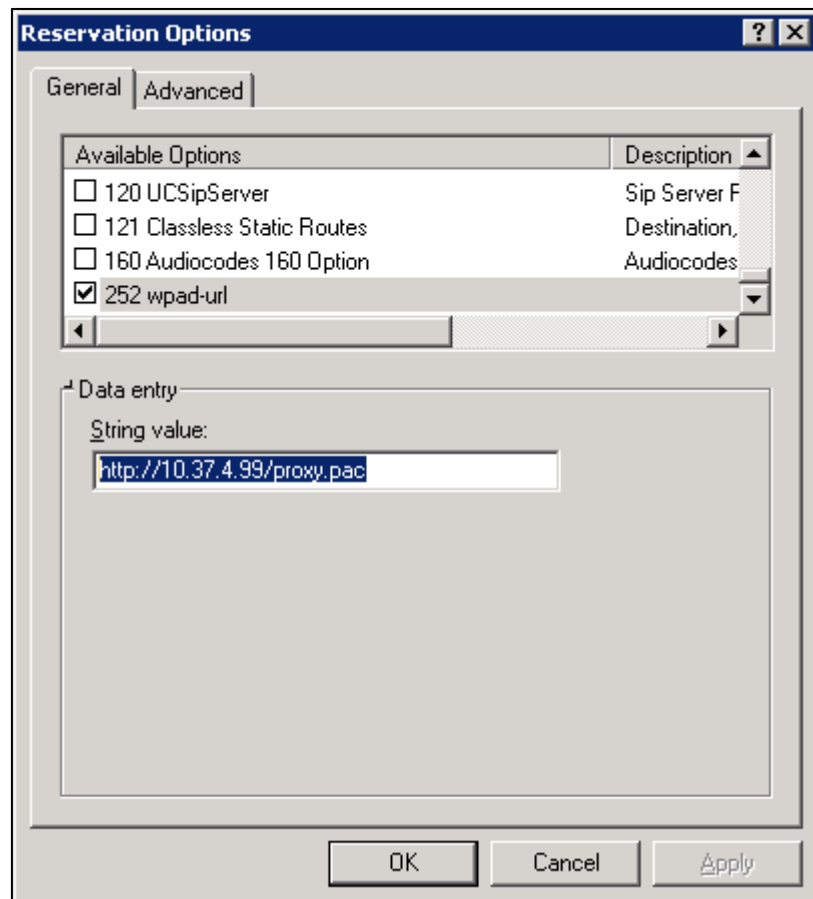 Reservation Options
General Advanced
Available Options Description
120 UCSipServer Sip Server F
121 Classless Static Routes Destination,
160 Audiocodes 160 Option Audiocodes
252 wpad-url
Data entry
String value:
http://10.37.4.99/proxy.pac
OK Cancel Apply